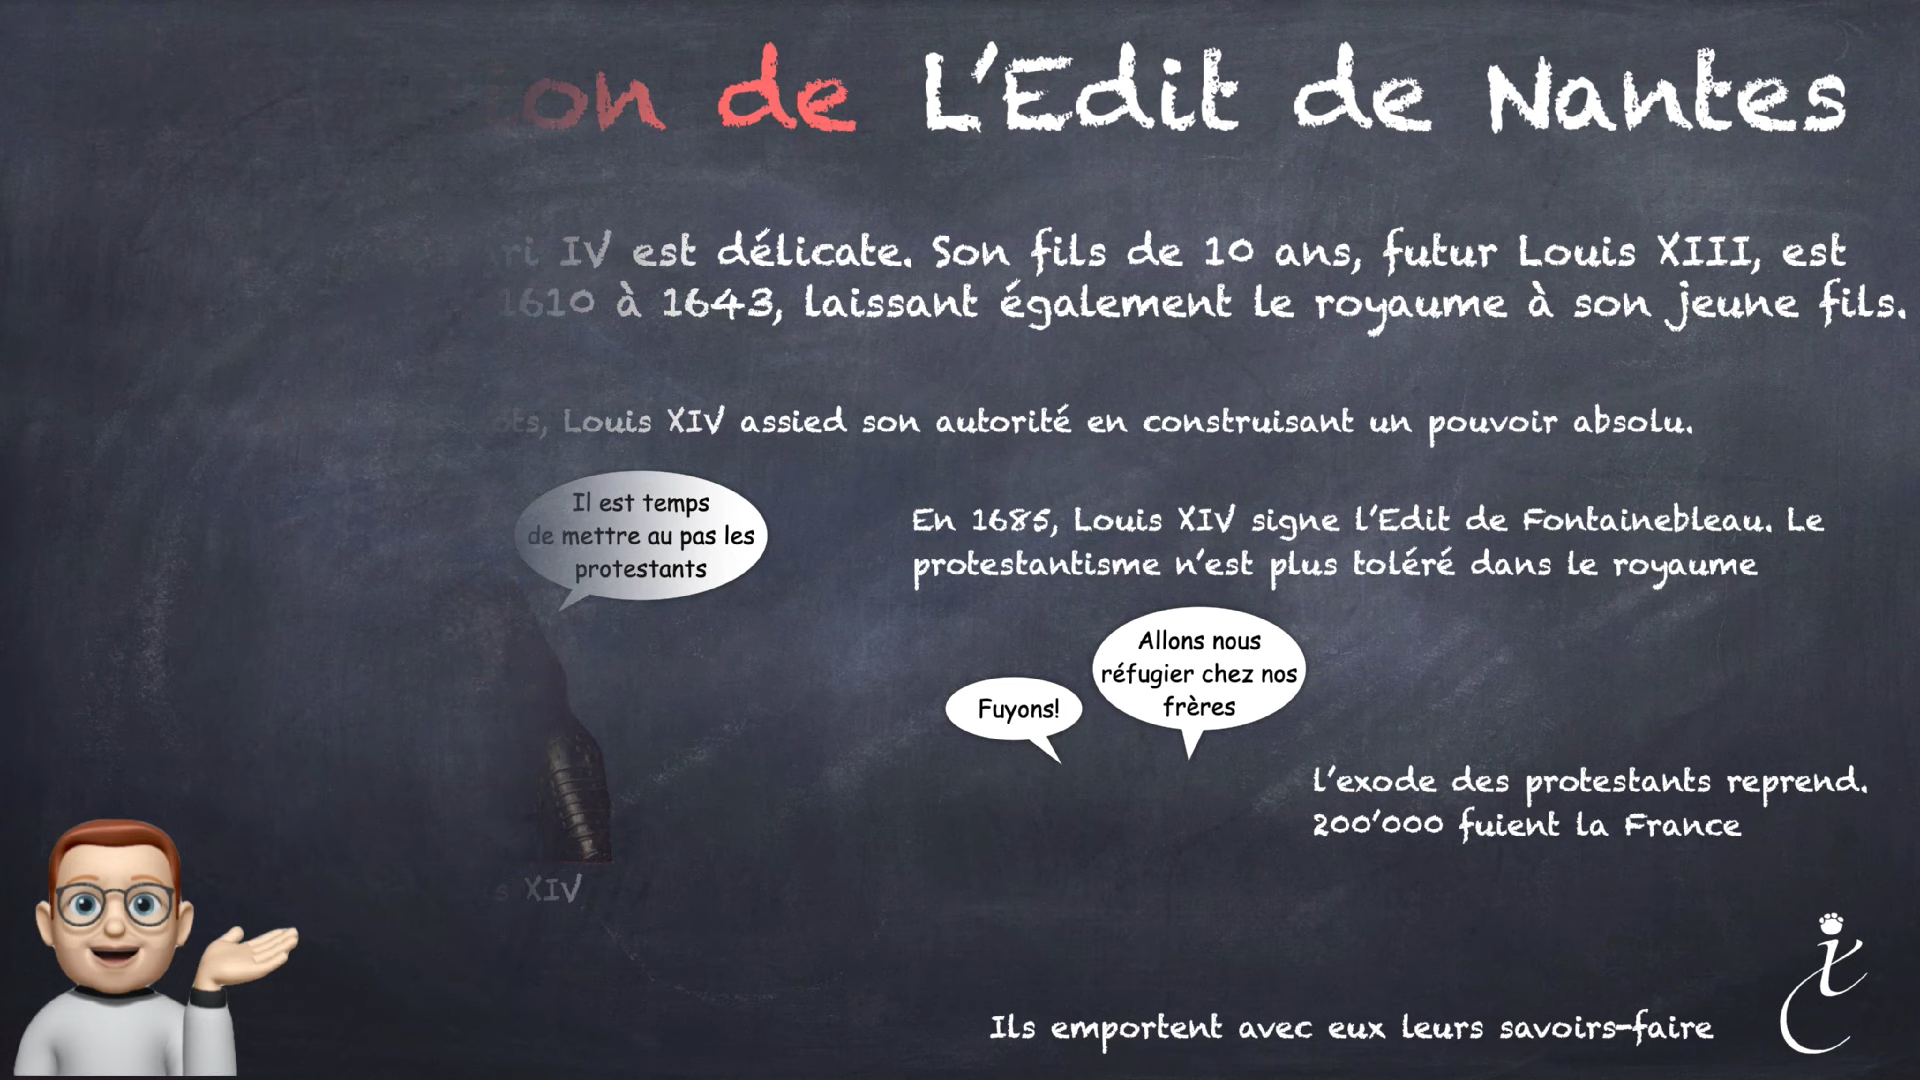 on de L'Edit de Nantes
IV est délicate. Son fils de 10 ans, futur Louis XIII, est
1610 à 1643, laissant également le royaume à son jeune fils.
Louis XIV assied son autorité en construisant un pouvoir absolu.
Il est temps
de mettre au pas les
protestants
En 1685, Louis XIV signe l'Edit de Fontainebleau. Le
protestantisme n'est plus toléré dans le royaume
Allons nous
réfugier chez nos
frères
Fuyons!
L'exode des protestants reprend.
200'000 fuient la France
XIV
Ils emportent avec eux leurs savoirs-faire